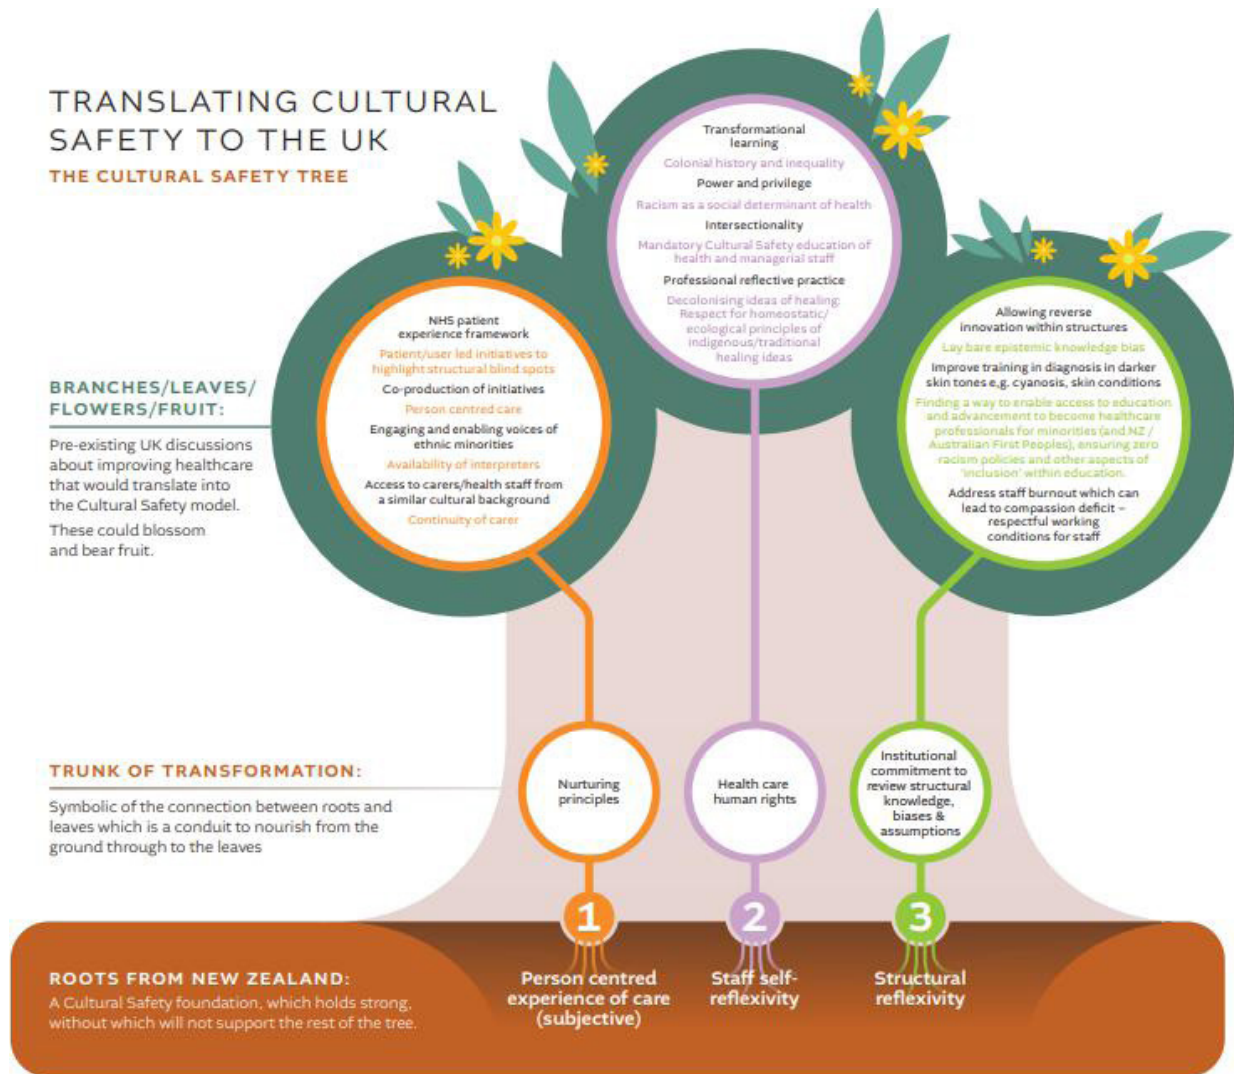 TRANSLATING CULTURAL
SAFETY TO THE UK
THE CULTURAL SAFETY TREE
Transformational
learning
Colonial history and inequality
Power and privilege
Racism as a social determinant of health
Intersectionality
Mandatory Cultural Safety education of
health and managerial staff
Professional reflective practice
Decolonising ideas of healing:
Respect for homeostatic/
ecological principles of
indigenous/traditional
healing ideas
NHS patient
experience framework
Patient/user led initiatives to
highlight structural blind spots
Co-production of initiatives
Person centred care
Engaging and enabling voices of
ethnic minorities
Availability of interpreters
Access to carers/health staff from
a similar cultural background
Continuity of carer
Allowing reverse
innovation within structures
Lay bare epistemic knowledge bias
Improve training in diagnosis in darker
skin tones e.g. cyanosis, skin conditions
Finding a way to enable access to education
and advancement to become healthcare
professionals for minorities (and NZ /
Australian First Peoples), ensuring zero
racism policies and other aspects of
'inclusion' within education.
Address staff burnout which can
lead to compassion deficit –
respectful working
conditions for staff
BRANCHES/LEAVES/
FLOWERS/FRUIT:
Pre-existing UK discussions
about improving healthcare
that would translate into
the Cultural Safety model.
These could blossom
and bear fruit.
TRUNK OF TRANSFORMATION:
Symbolic of the connection between roots and
leaves which is a conduit to nourish from the
ground through to the leaves
Nurturing
principles
Health care
human rights
Institutional
commitment to
review structural
knowledge,
biases &
assumptions
1
2
3
ROOTS FROM NEW ZEALAND:
A Cultural Safety foundation, which holds strong,
without which will not support the rest of the tree.
Person centred
experience of care
(subjective)
Staff self-
reflexivity
Structural
reflexivity